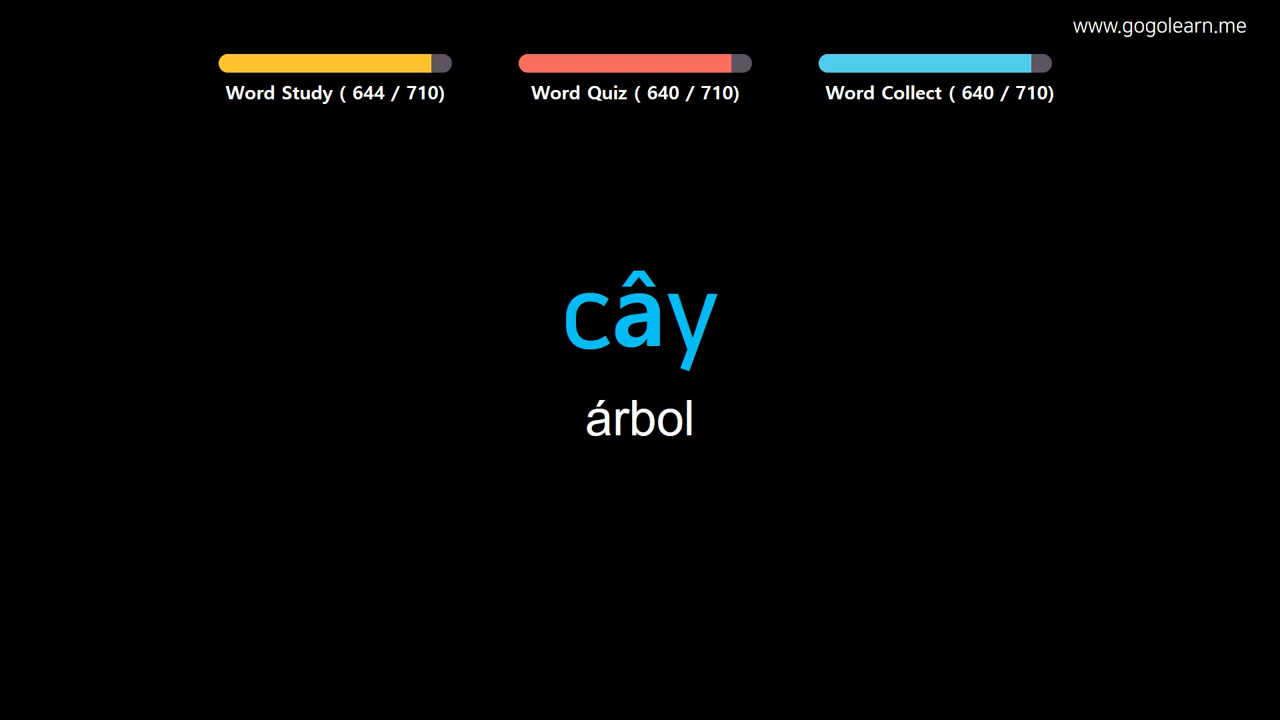 www.gogolearn.me
Word Study ( 644 / 710)
Word Quiz ( 640 / 710)
Word Collect ( 640 / 710)
cây
árbol